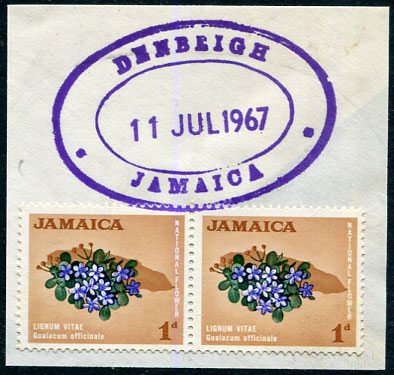 DENBEIGH
11 JUL 1967
JAMAICA
JAMAICA
NATIONAL FLOWER
LIGNUM VITAE
Guaiacum officinale
1d
JAMAICA
NATIONAL FLOWER
LIGNUM VITAE
Guaiacum officinale
1d